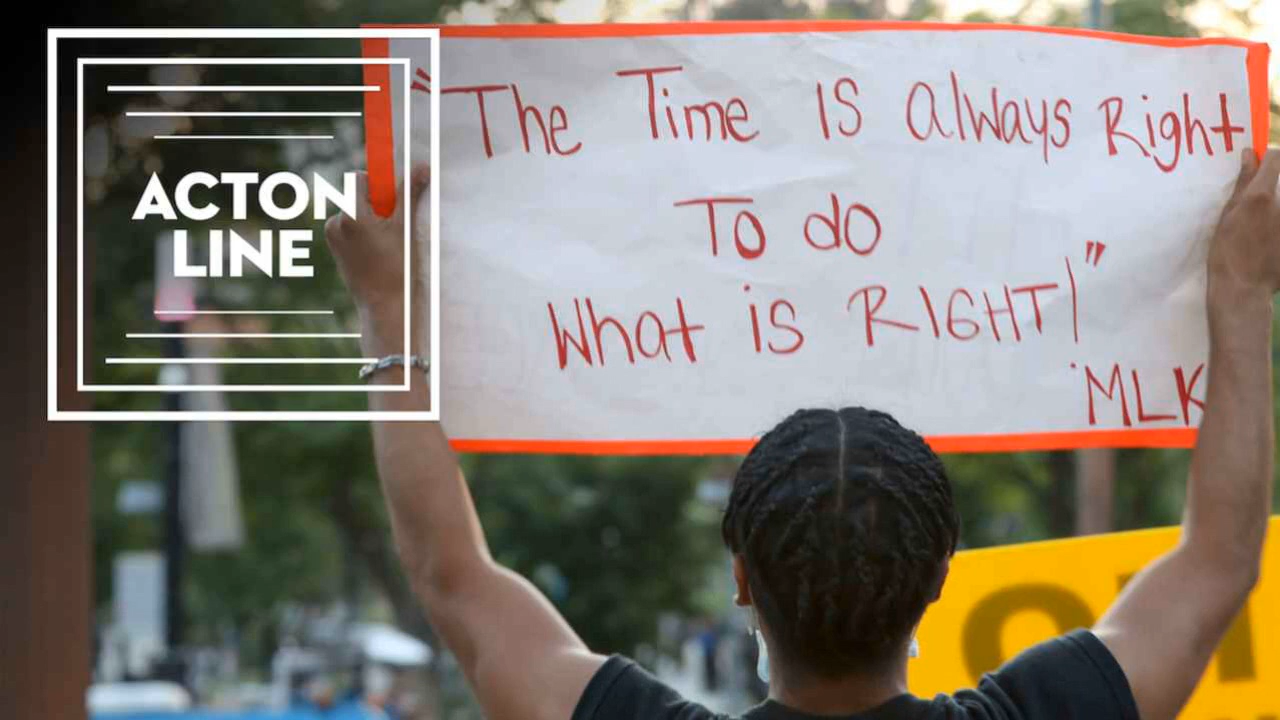 ACTON
LINE
"The Time is always Right
To do
What is RIGHT!"
MLK